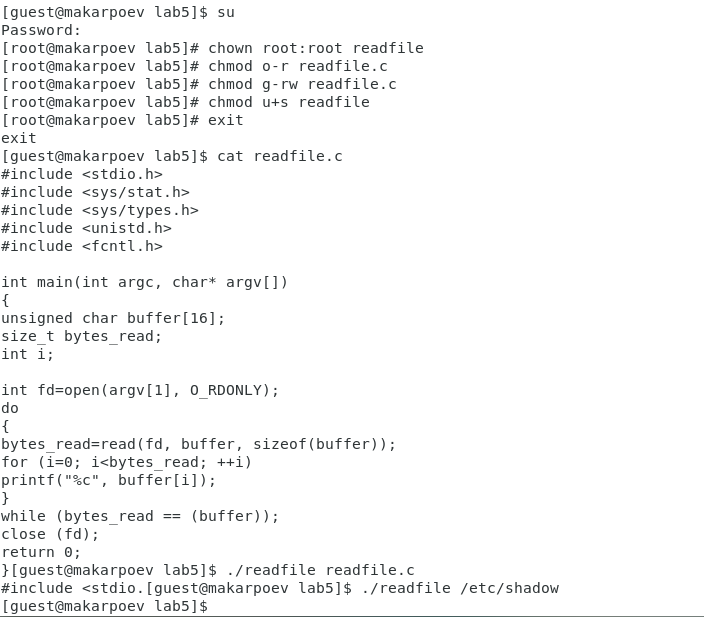 [guest@makarpoev lab5]$ su
Password:
[root@makarpoev lab5]# chown root:root readfile
[root@makarpoev lab5]# chmod o-r readfile.c
[root@makarpoev lab5]# chmod g-rw readfile.c
[root@makarpoev lab5]# chmod u+s readfile
[root@makarpoev lab5]# exit
exit
[guest@makarpoev lab5]$ cat readfile.c
#include <stdio.h>
#include <sys/stat.h>
#include <sys/types.h>
#include <unistd.h>
#include <fcntl.h>

int main(int argc, char* argv[])
{
unsigned char buffer[16];
size_t bytes_read;
int i;

int fd=open(argv[1], O_RDONLY);
do
{
bytes_read=read(fd, buffer, sizeof(buffer));
for (i=0; i<bytes_read; ++i)
printf("%c", buffer[i]);
}
while (bytes_read == (buffer));
close (fd);
return 0;
}[guest@makarpoev lab5]$ ./readfile readfile.c
#include <stdio.[guest@makarpoev lab5]$ ./readfile /etc/shadow
[guest@makarpoev lab5]$